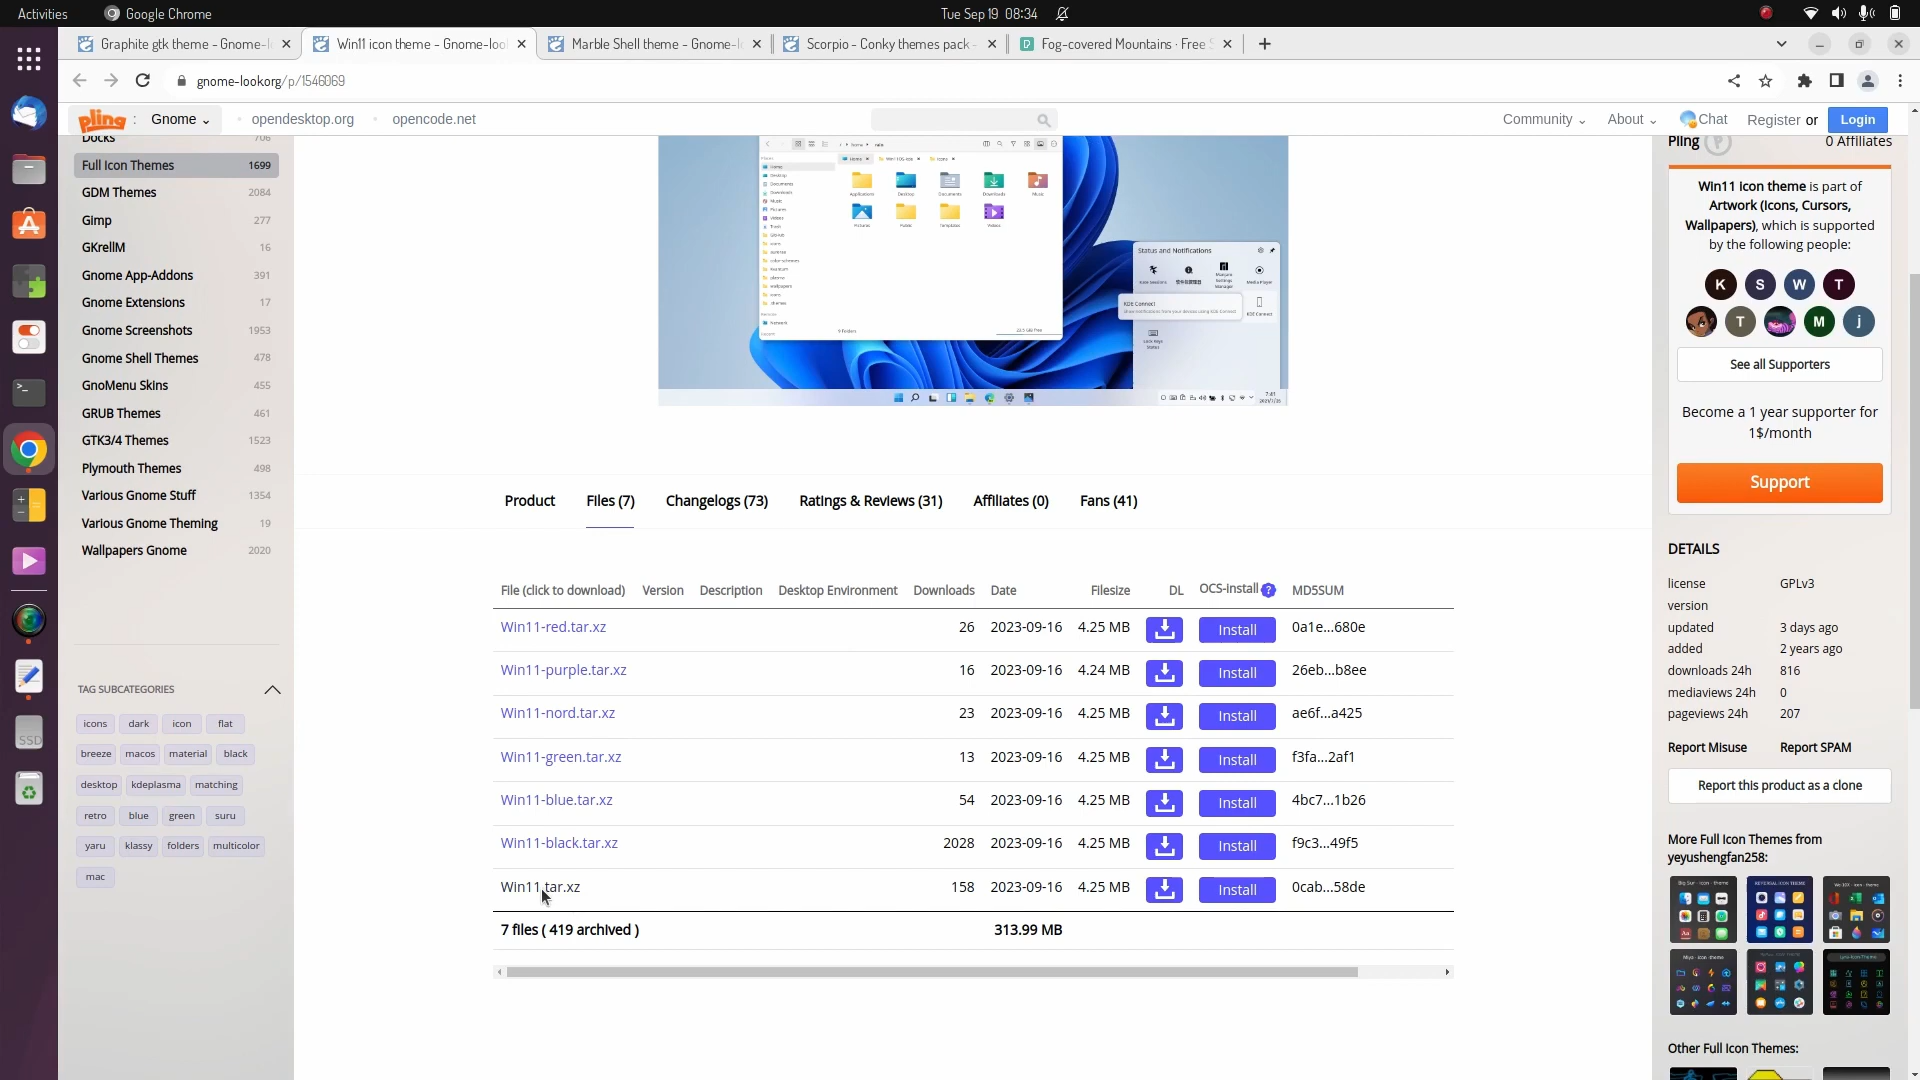 Activities
Google Chrome
Tue Sep 19 08:34
Graphite gtk theme - Gnome-l
Win11 icon theme - Gnome-loo
Marble Shell theme - Gnome-l
Scorpio - Conky themes pack -
Fog-covered Mountains · Free S
gnome-look.org/p/1546069
pling :
Gnome
opendesktop.org
opencode.net
Community
About
Chat
Register or
Login
Docks 706
Full Icon Themes 1699
GDM Themes 2084
Gimp 277
GKrellM 16
Gnome App-Addons 391
Gnome Extensions 17
Gnome Screenshots 1953
Gnome Shell Themes 478
GnoMenu Skins 455
GRUB Themes 461
GTK3/4 Themes 1523
Plymouth Themes 498
Various Gnome Stuff 1354
Various Gnome Theming 19
Wallpapers Gnome 2020
TAG SUBCATEGORIES
icons dark icon flat
breeze macos material black
desktop kdeplasma matching
retro blue green suru
yaru klassy folders multicolor
mac
Status and Notifications
KDE Connect
Product
Files (7)
Changelogs (73)
Ratings & Reviews (31)
Affiliates (0)
Fans (41)
File (click to download) Version Description Desktop Environment Downloads Date Filesize DL OCS-Install ? MD5SUM
Win11-red.tar.xz 26 2023-09-16 4.25 MB Install 0a1e...680e
Win11-purple.tar.xz 16 2023-09-16 4.24 MB Install 26eb...b8ee
Win11-nord.tar.xz 23 2023-09-16 4.25 MB Install ae6f...a425
Win11-green.tar.xz 13 2023-09-16 4.25 MB Install f3fa...2af1
Win11-blue.tar.xz 54 2023-09-16 4.25 MB Install 4bc7...1b26
Win11-black.tar.xz 2028 2023-09-16 4.25 MB Install f9c3...49f5
Win11.tar.xz 158 2023-09-16 4.25 MB Install 0cab...58de
7 files ( 419 archived ) 313.99 MB
Pling P 0 Affiliates
Win11 icon theme is part of
Artwork (Icons, Cursors,
Wallpapers), which is supported
by the following people:
K S W T
T M j
See all Supporters
Become a 1 year supporter for
1$/month
Support
DETAILS
license GPLv3
version
updated 3 days ago
added 2 years ago
downloads 24h 816
mediaviews 24h 0
pageviews 24h 207
Report Misuse Report SPAM
Report this product as a clone
More Full Icon Themes from
yeyushengfan258:
Other Full Icon Themes:
SSD